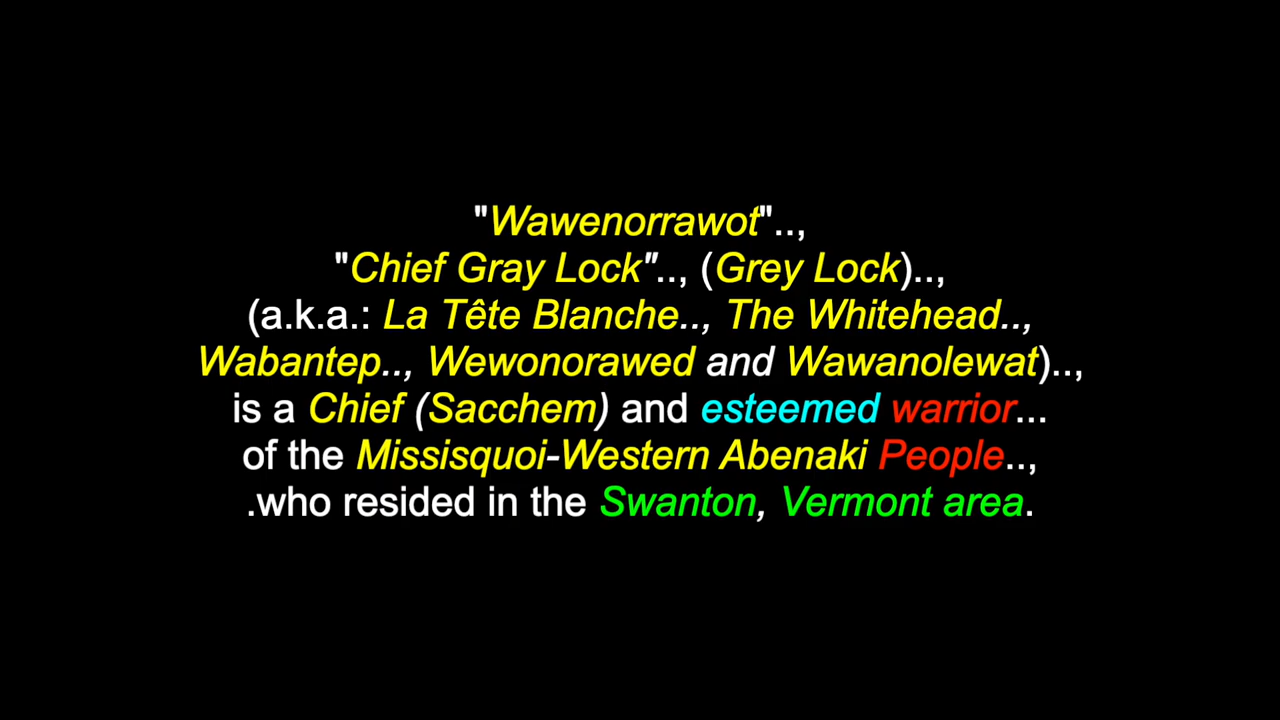 "Wawenorrawot"..,
"Chief Gray Lock".., (Grey Lock)..,
(a.k.a.: La Tête Blanche.., The Whitehead..,
Wabantep.., Wewonorawed and Wawanolewat)..,
is a Chief (Sacchem) and esteemed warrior...
of the Missisquoi-Western Abenaki People..,
.who resided in the Swanton, Vermont area.